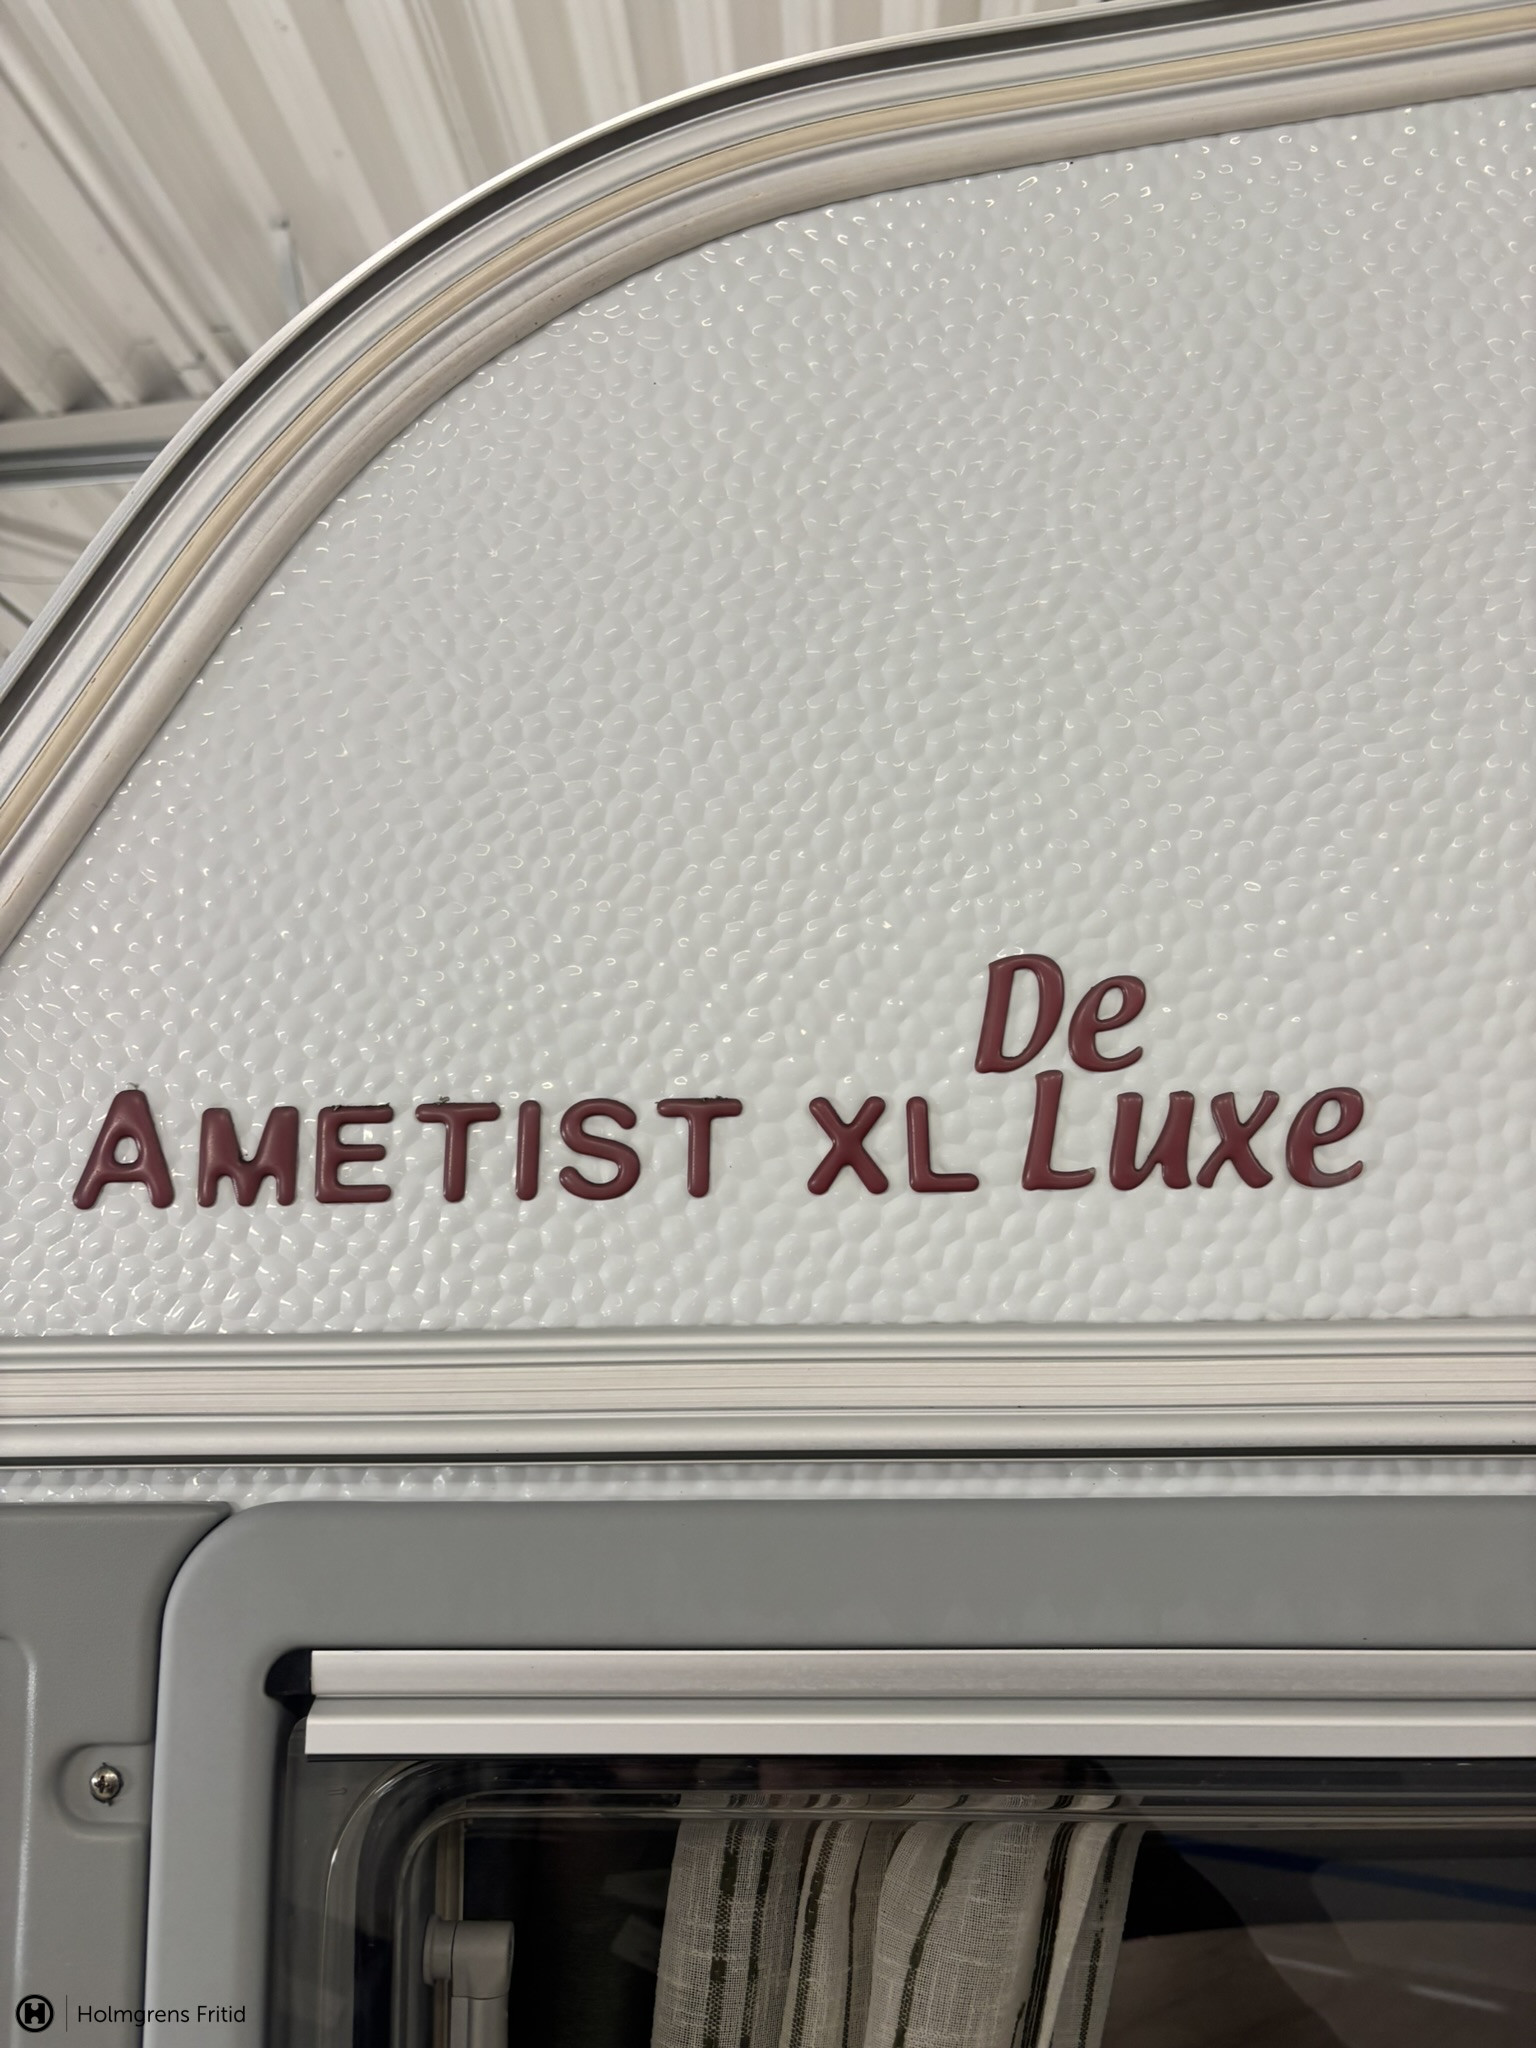 De
AMETIST XL Luxe
H Holmgrens Fritid